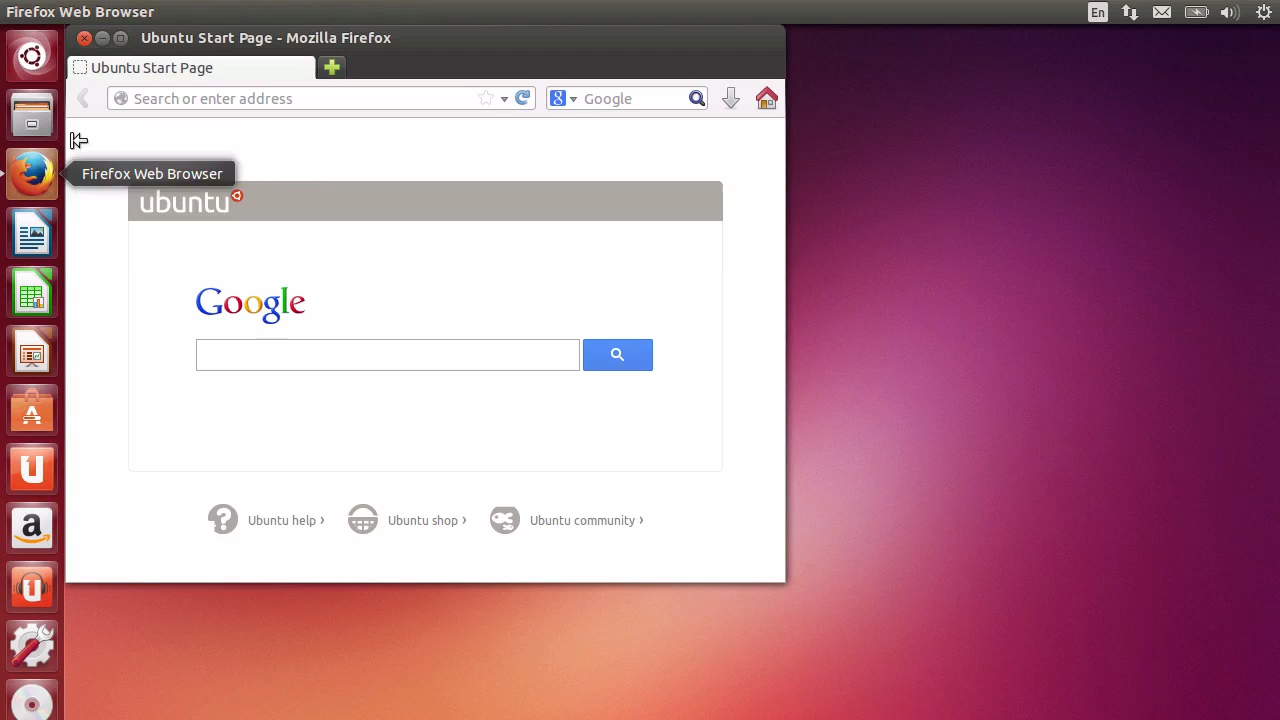 Firefox Web Browser
En
Ubuntu Start Page - Mozilla Firefox
Ubuntu Start Page
Search or enter address
8
Google
Firefox Web Browser
ubuntu
Google
Ubuntu help ›
Ubuntu shop ›
Ubuntu community ›
A
U
a
U